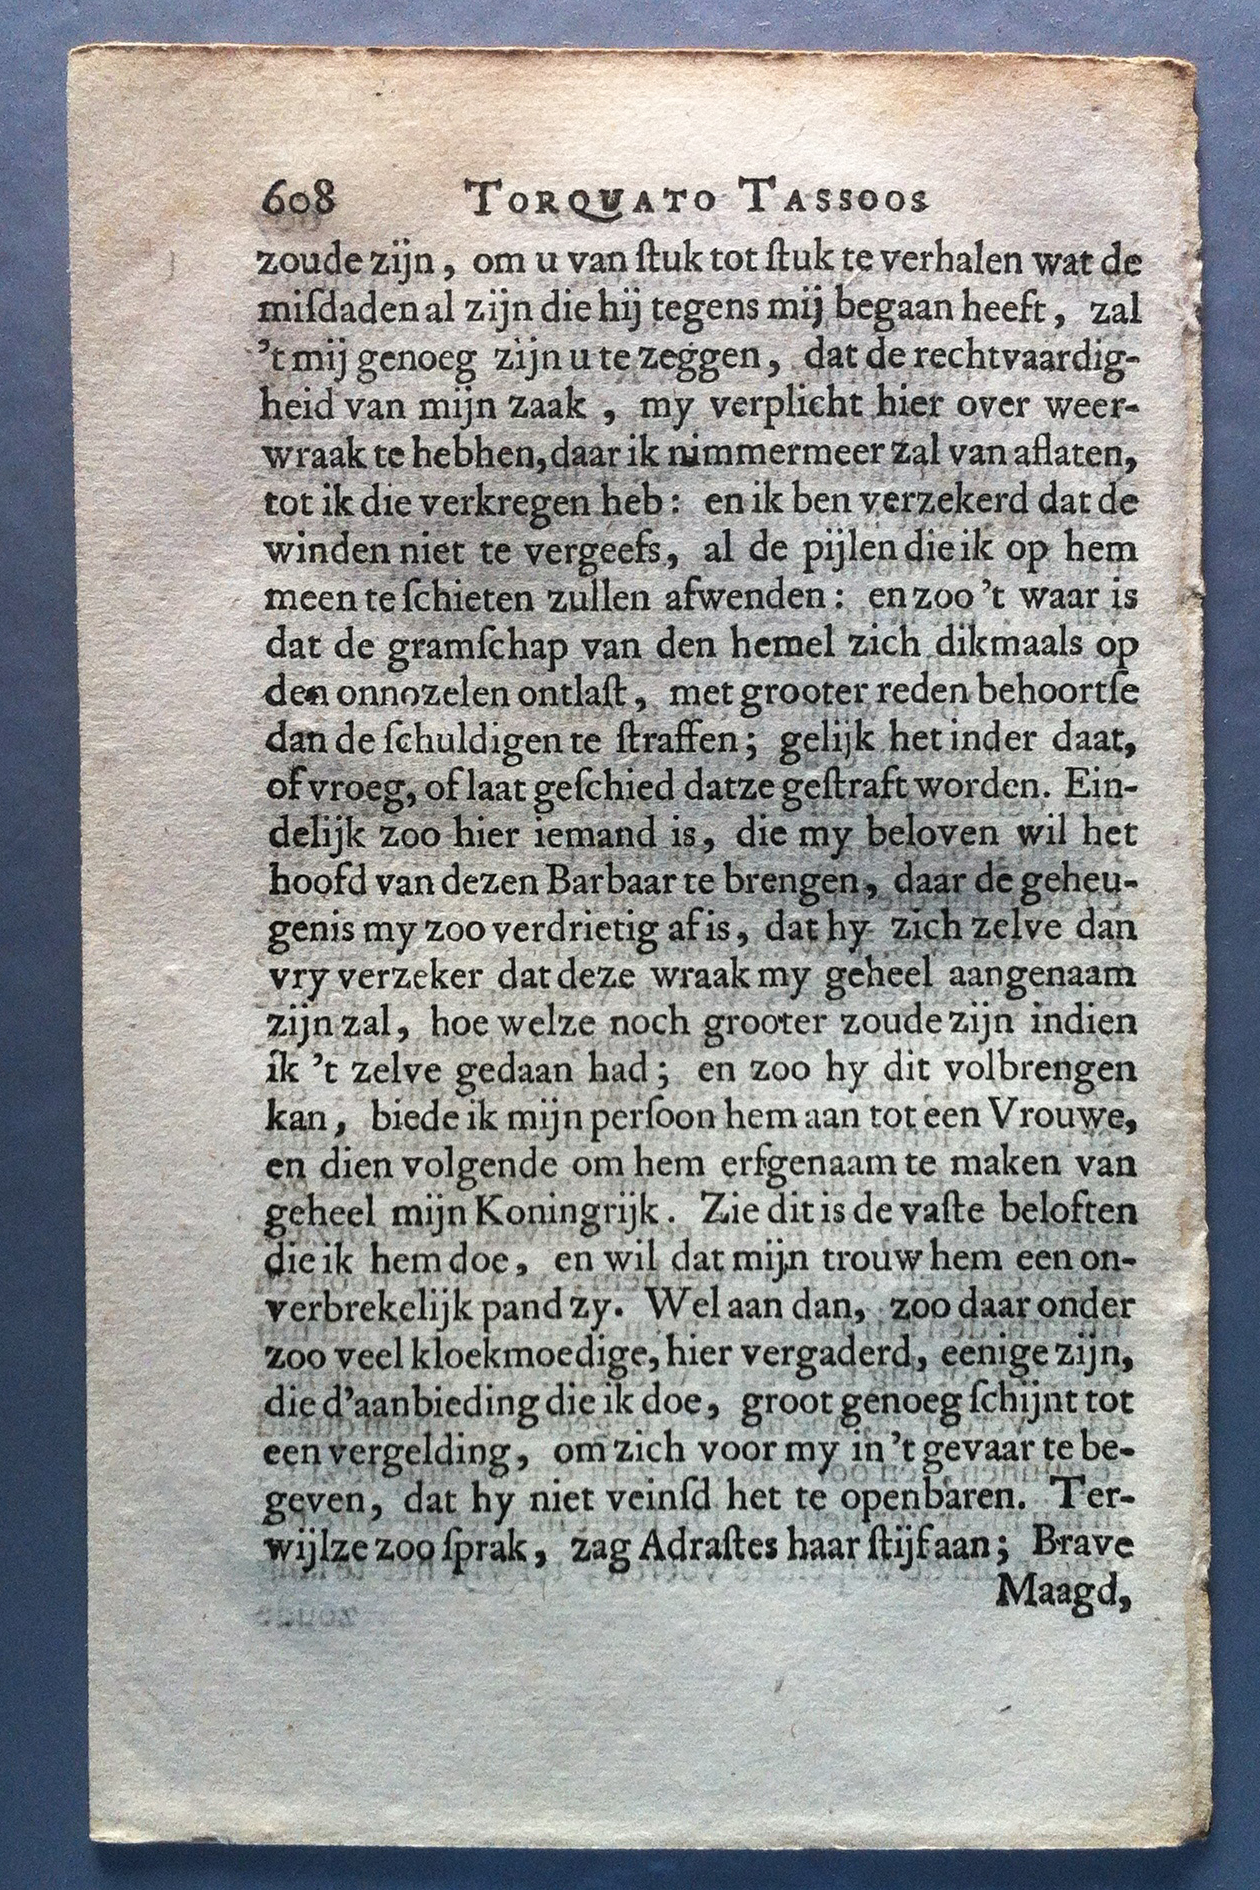 608 TORQUATO TASSOOS
zoude zijn, om u van ſtuk tot ſtuk te verhalen wat de
miſdaden al zijn die hij tegens mij begaan heeft, zal
't mij genoeg zijn u te zeggen, dat de rechtvaardig-
heid van mijn zaak, my verplicht hier over weer-
wraak te hebhen, daar ik nimmermeer zal van aflaten,
tot ik die verkregen heb: en ik ben verzekerd dat de
winden niet te vergeefs, al de pijlen die ik op hem
meen te ſchieten zullen afwenden: en zoo 't waar is
dat de gramſchap van den hemel zich dikmaals op
den onnozelen ontlaſt, met grooter reden behoortſe
dan de ſchuldigen te ſtraffen; gelijk het inder daat,
of vroeg, of laat geſchied datze geſtraft worden. Ein-
delijk zoo hier iemand is, die my beloven wil het
hoofd van dezen Barbaar te brengen, daar de geheu-
genis my zoo verdrietig af is, dat hy zich zelve dan
vry verzeker dat deze wraak my geheel aangenaam
zijn zal, hoe welze noch grooter zoude zijn indien
ik 't zelve gedaan had; en zoo hy dit volbrengen
kan, biede ik mijn perſoon hem aan tot een Vrouwe,
en dien volgende om hem erfgenaam te maken van
geheel mijn Koningrijk. Zie dit is de vaſte beloften
die ik hem doe, en wil dat mijn trouw hem een on-
verbrekelijk pand zy. Wel aan dan, zoo daar onder
zoo veel kloekmoedige, hier vergaderd, eenige zijn,
die d'aanbieding die ik doe, groot genoeg ſchijnt tot
een vergelding, om zich voor my in 't gevaar te be-
geven, dat hy niet veinſd het te openbaren. Ter-
wijlze zoo ſprak, zag Adraſtes haar ſtijf aan; Brave
Maagd,